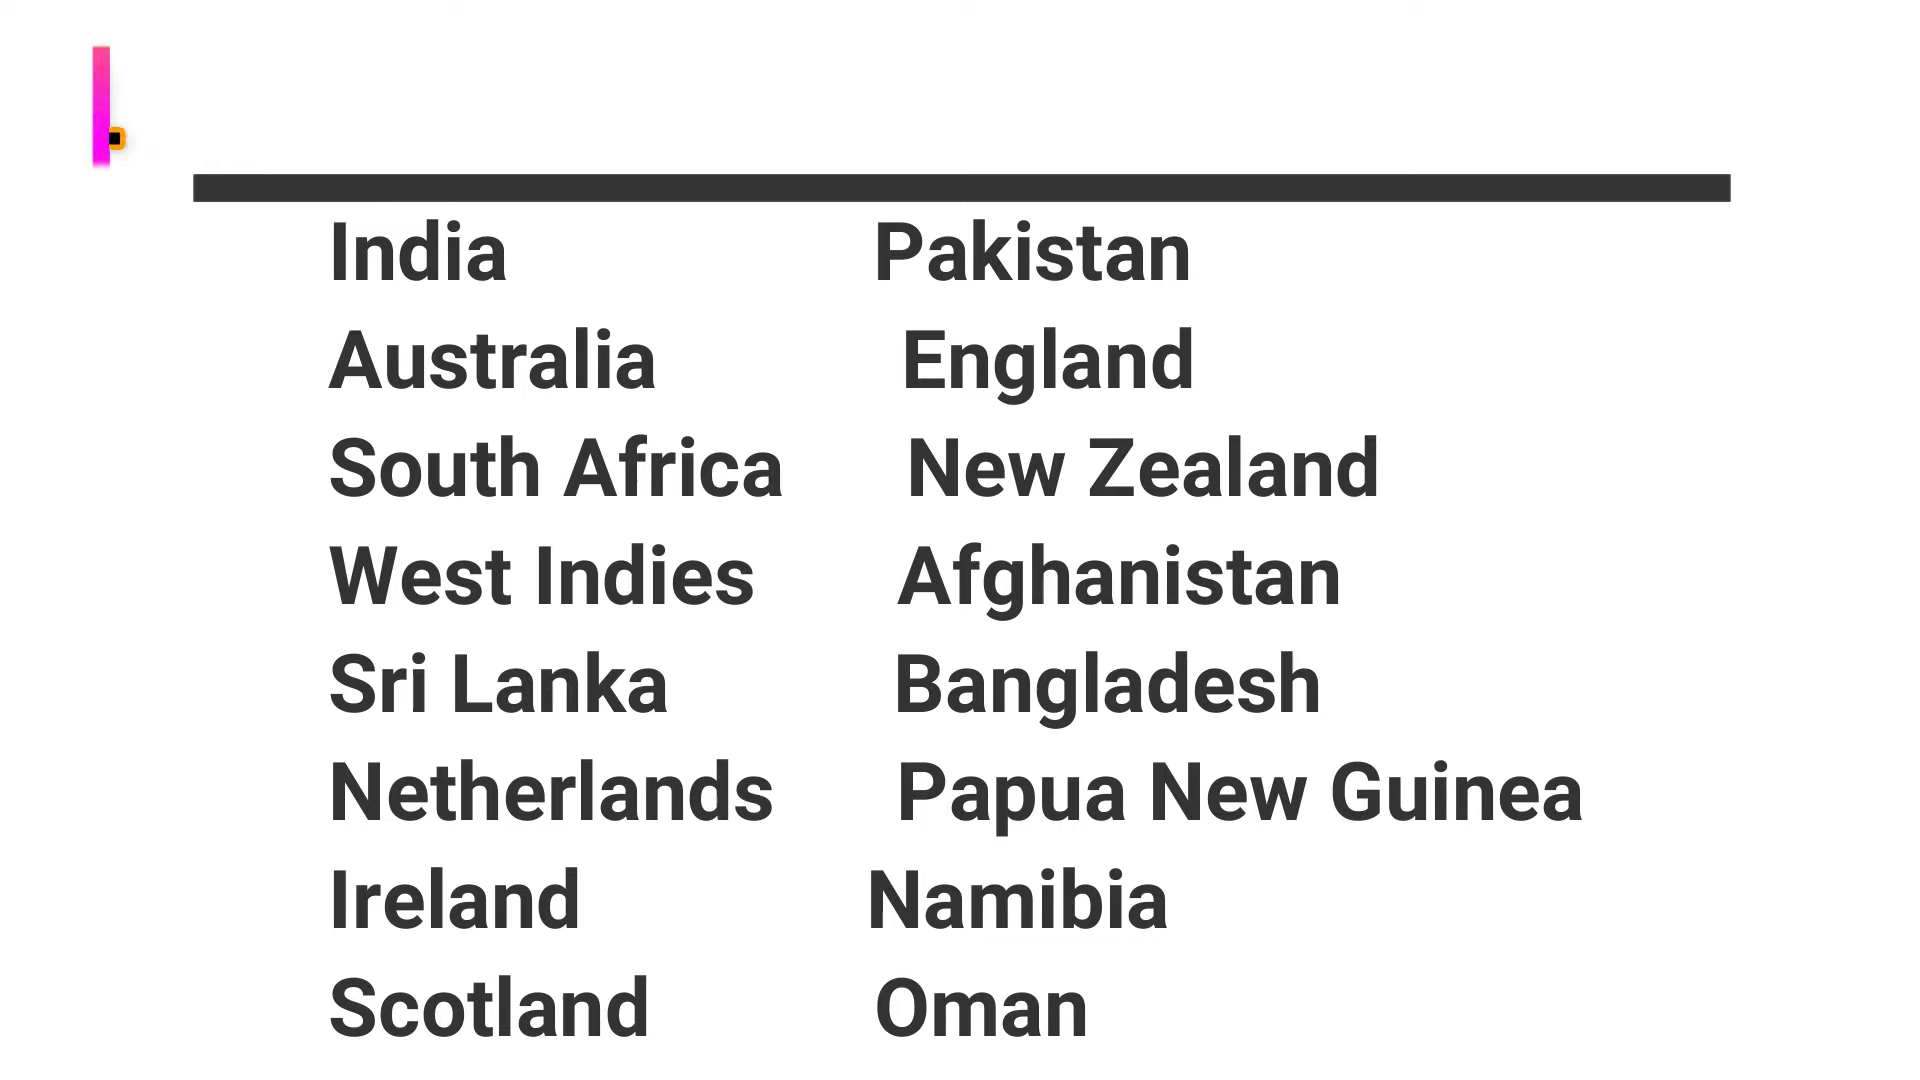 India Pakistan
Australia England
South Africa New Zealand
West Indies Afghanistan
Sri Lanka Bangladesh
Netherlands Papua New Guinea
Ireland Namibia
Scotland Oman